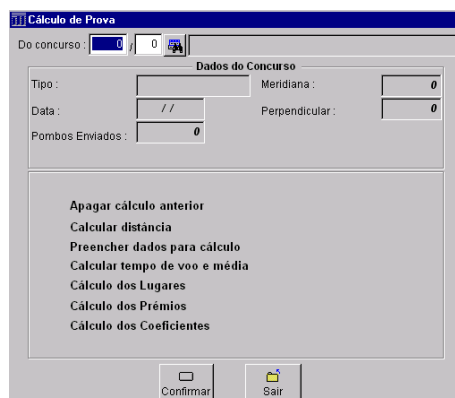 Cálculo de Prova
Do concurso : 0 / 0
Dados do Concurso
Tipo : Meridiana : 0
Data : / / Perpendicular : 0
Pombos Enviados : 0
Apagar cálculo anterior
Calcular distáncia
Preencher dados para cálculo
Calcular tempo de voo e média
Cálculo dos Lugares
Cálculo dos Prémios
Cálculo dos Coeficientes
Confirmar Sair